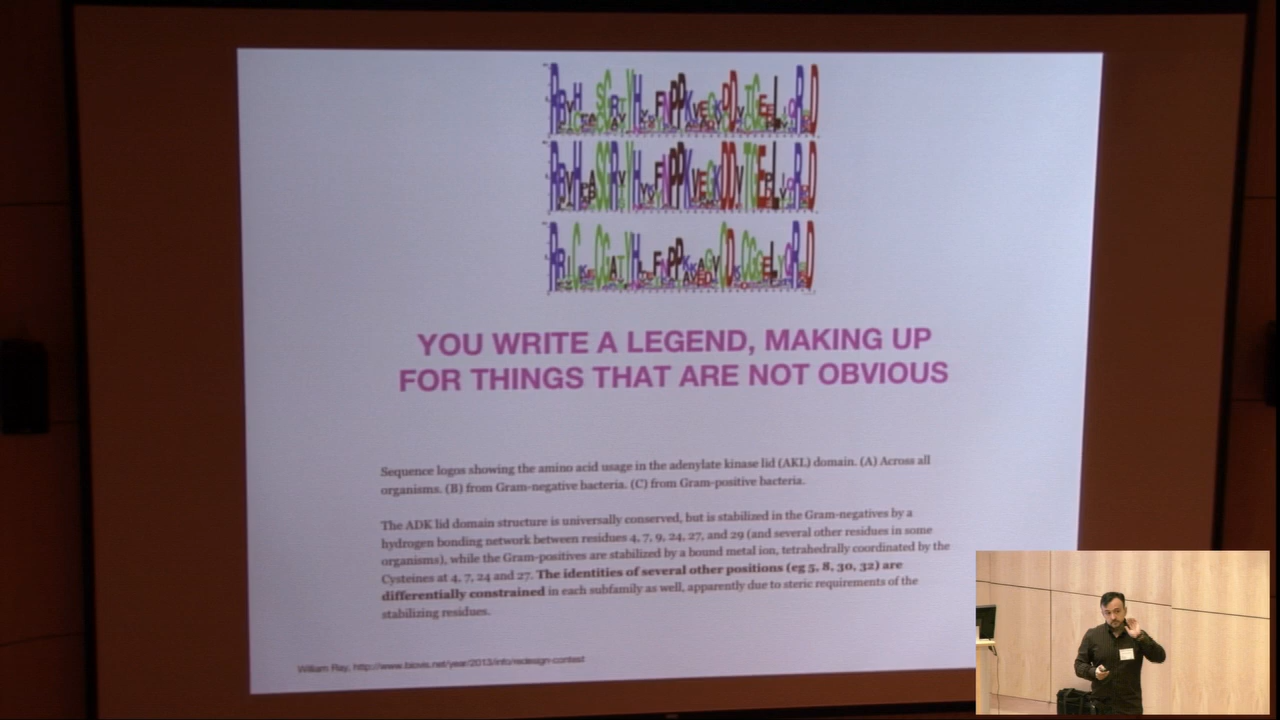 YOU WRITE A LEGEND, MAKING UP
FOR THINGS THAT ARE NOT OBVIOUS
Sequence logos showing the amino acid usage in the adenylate kinase lid (AKL) domain. (A) Across all
organisms. (B) from Gram-negative bacteria. (C) from Gram-positive bacteria.
The ADK lid domain structure is universally conserved, but is stabilized in the Gram-negatives by a
hydrogen bonding network between residues 4, 7, 9, 24, 27, and 29 (and several other residues in some
organisms), while the Gram-positives are stabilized by a bound metal ion, tetrahedrally coordinated by the
Cysteines at 4, 7, 24 and 27. The identities of several other positions (eg 5, 8, 30, 32) are
differentially constrained in each subfamily as well, apparently due to steric requirements of the
stabilizing residues.
William Ray, http://www.biovis.net/year/2013/info/redesign-contest